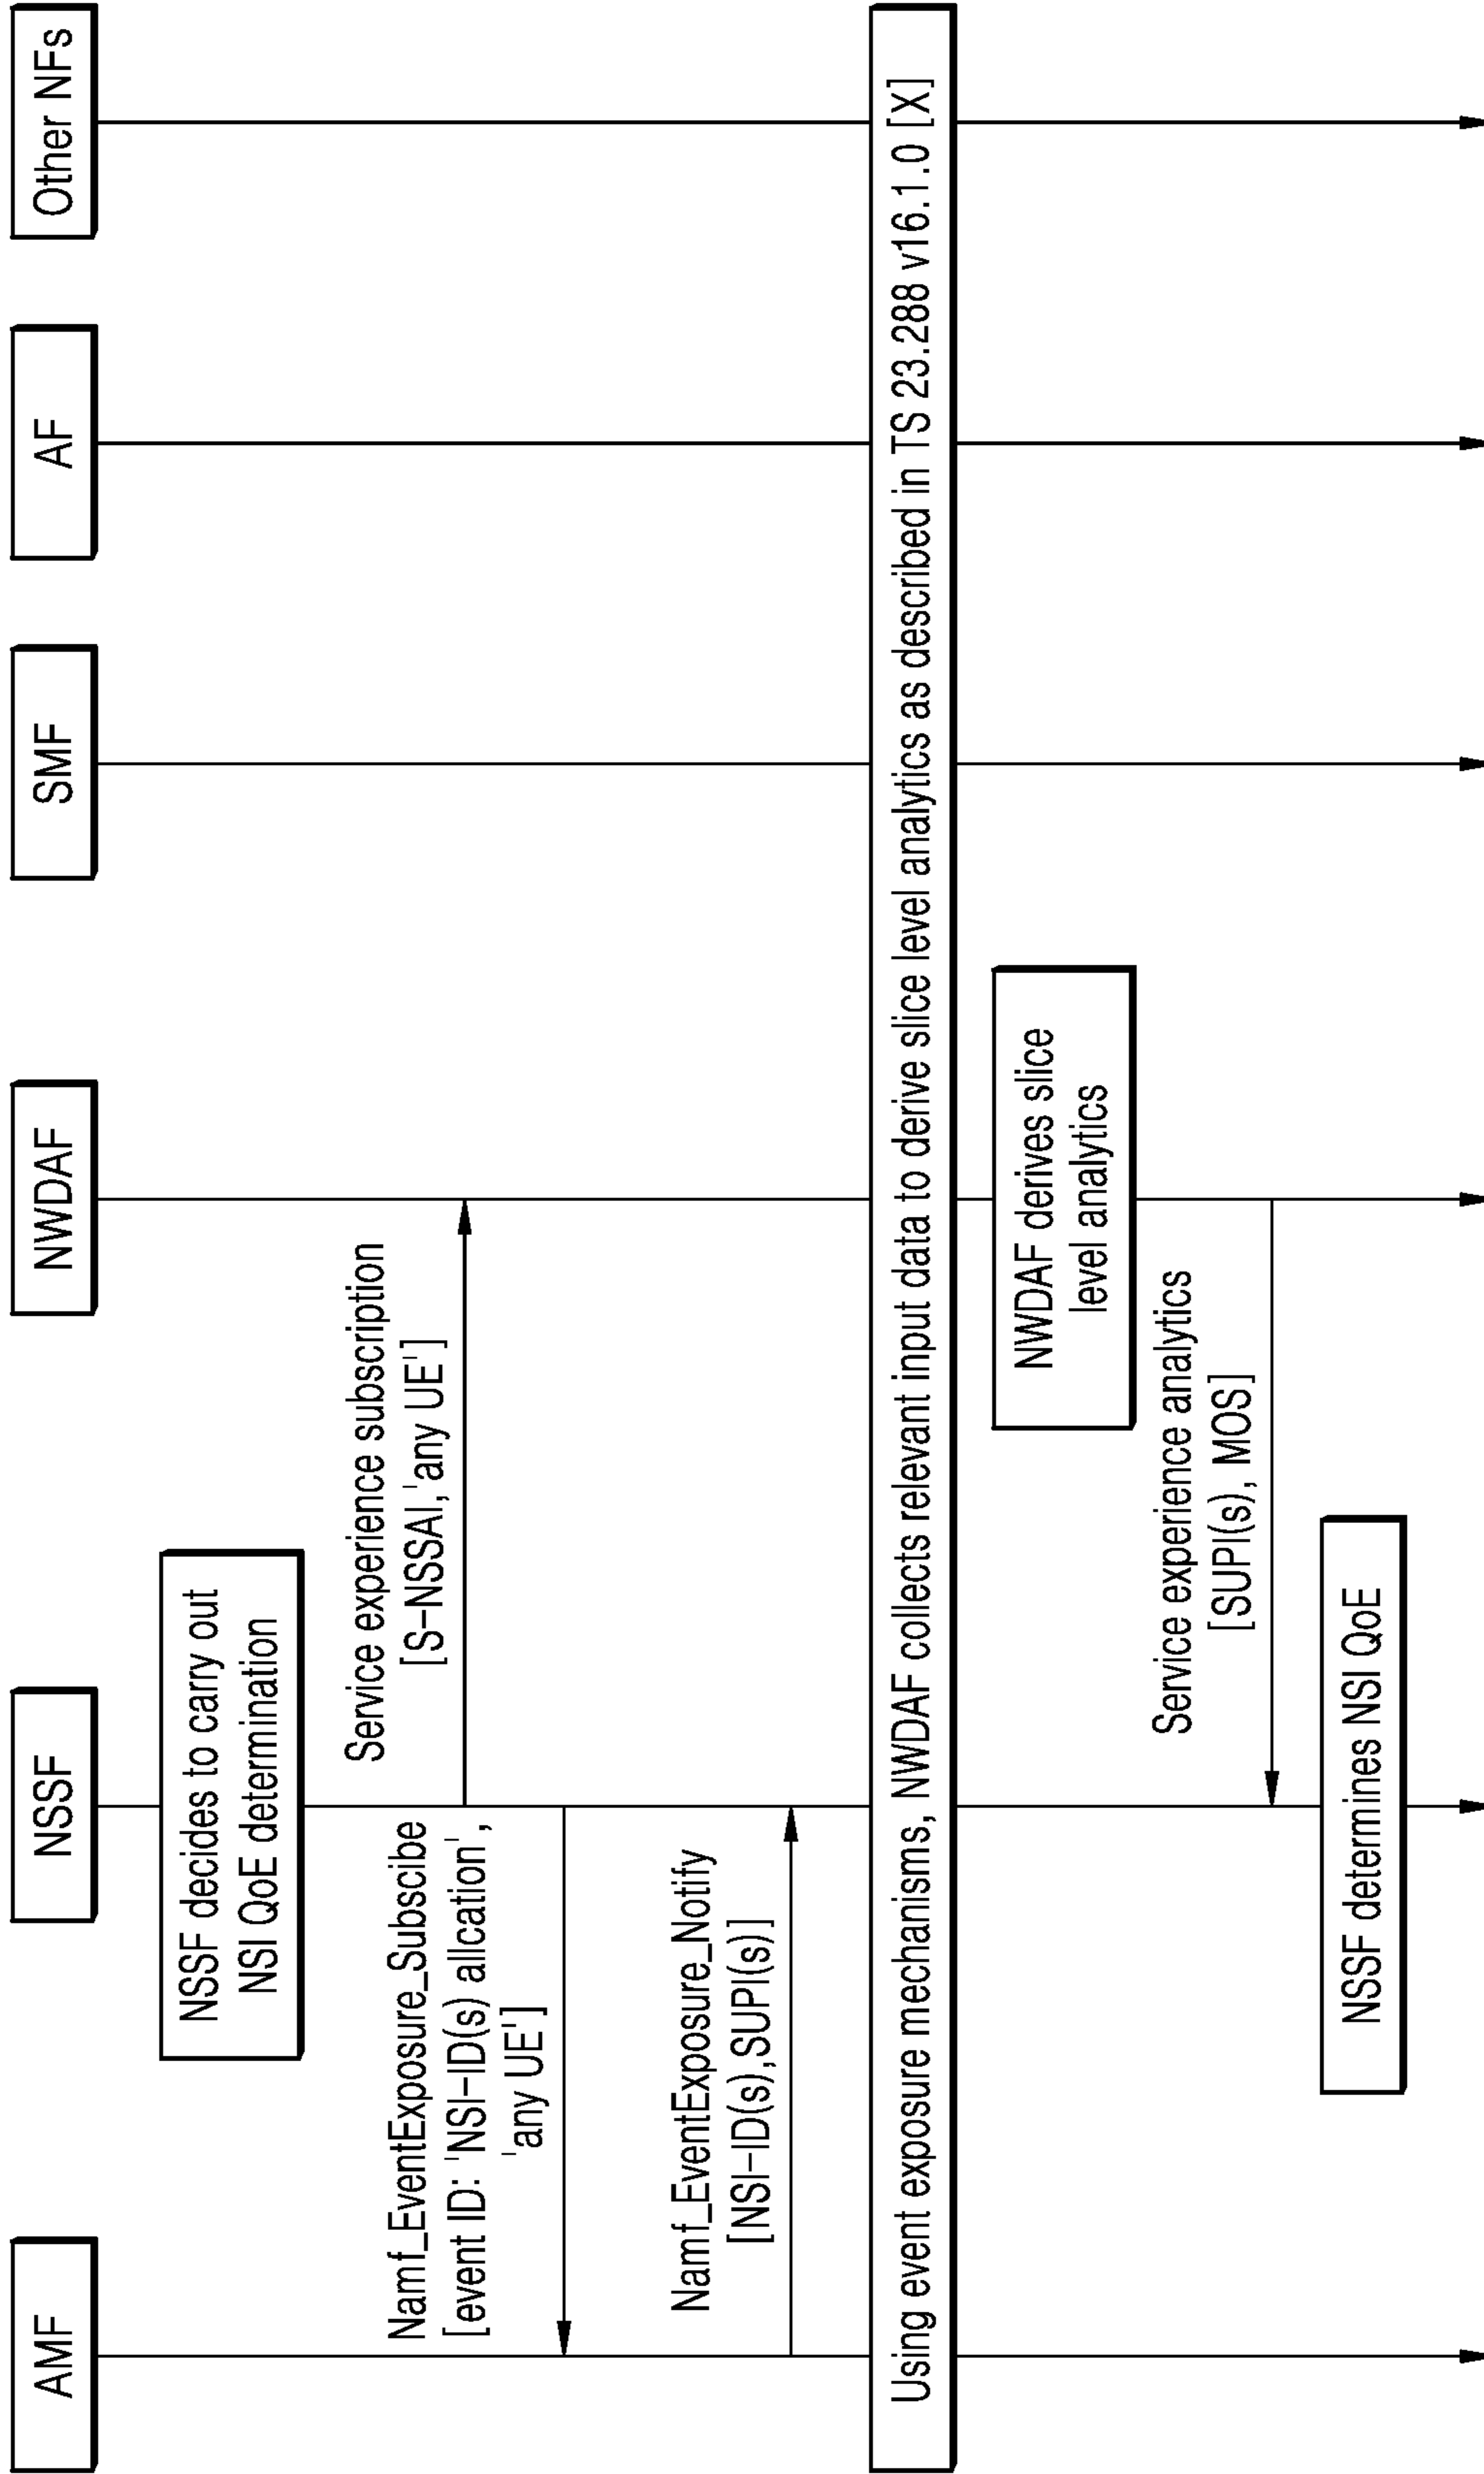 AMF
NSSF
NWDAF
SMF
AF
Other NFs
NSSF decides to carry out
NSI QoE determination
Service experience subscription
[S-NSSAI,'any UE']
Namf_EventExposure_Subscibe
[event ID: 'NSI-ID(s) allcation',
'any UE']
Namf_EventExposure_Notify
[NSI-ID(s),SUPI(s)]
Using event exposure mechanisms, NWDAF collects relevant input data to derive slice level analytics as described in TS 23.288 v16.1.0 [X]
NWDAF derives slice
level analytics
Service experience analytics
[SUPI(s), MOS]
NSSF determines NSI QoE